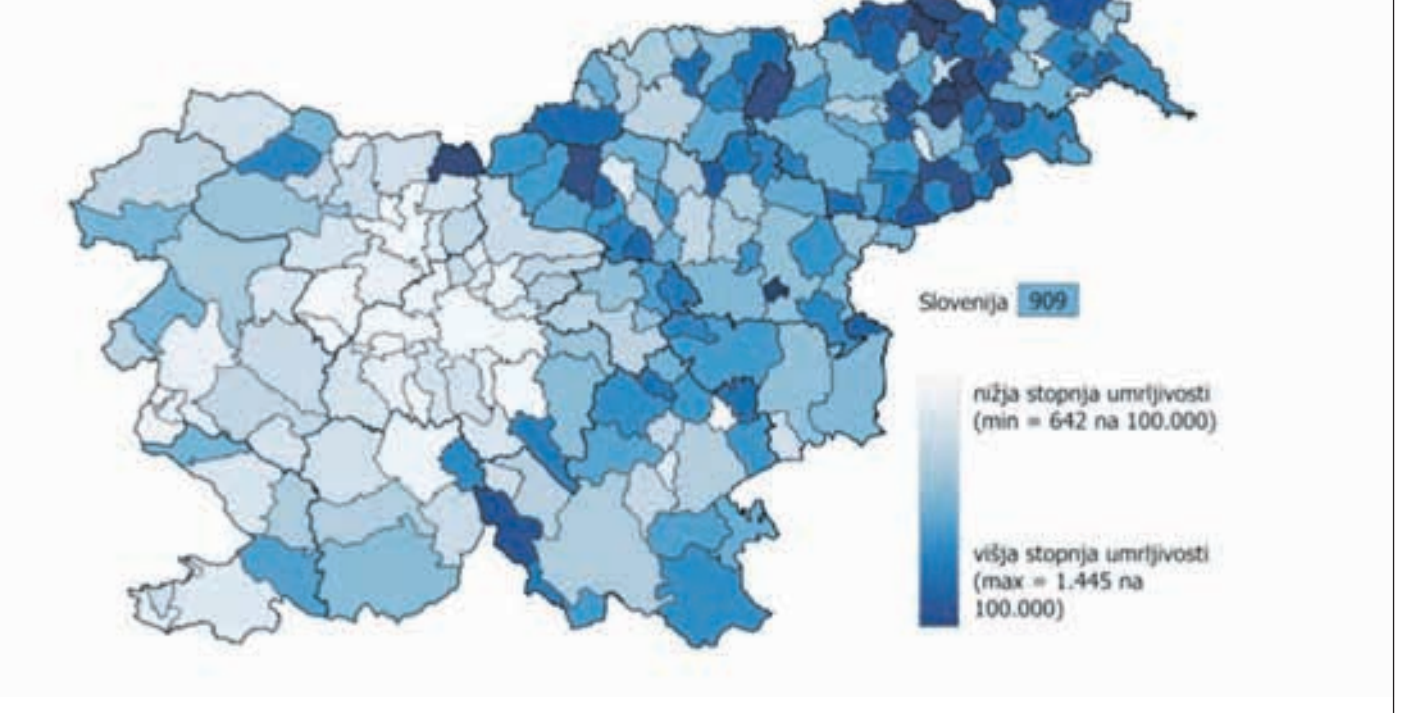 Slovenija 909
nižja stopnja umrljivosti
(min = 642 na 100.000)
višja stopnja umrljivosti
(max = 1.445 na
100.000)